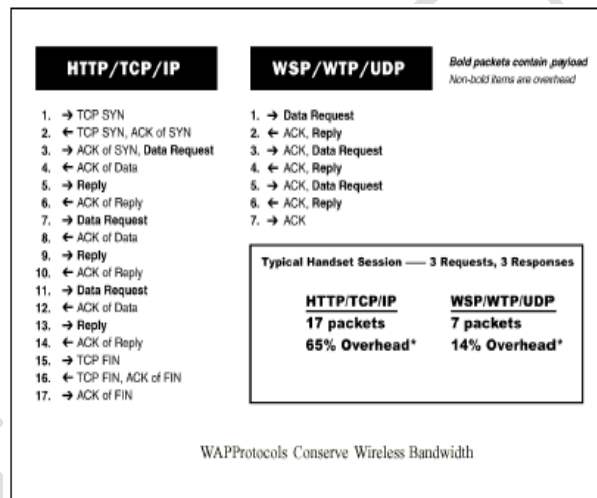 HTTP/TCP/IP
1. → TCP SYN
2. ← TCP SYN, ACK of SYN
3. → ACK of SYN, Data Request
4. ← ACK of Data
5. → Reply
6. ← ACK of Reply
7. → Data Request
8. ← ACK of Data
9. → Reply
10. ← ACK of Reply
11. → Data Request
12. ← ACK of Data
13. → Reply
14. ← ACK of Reply
15. → TCP FIN
16. ← TCP FIN, ACK of FIN
17. → ACK of FIN
WSP/WTP/UDP
1. → Data Request
2. ← ACK, Reply
3. → ACK, Data Request
4. ← ACK, Reply
5. → ACK, Data Request
6. ← ACK, Reply
7. → ACK
Bold packets contain payload
Non-bold items are overhead
Typical Handset Session — 3 Requests, 3 Responses
HTTP/TCP/IP
17 packets
65% Overhead*
WSP/WTP/UDP
7 packets
14% Overhead*
WAPProtocols Conserve Wireless Bandwidth